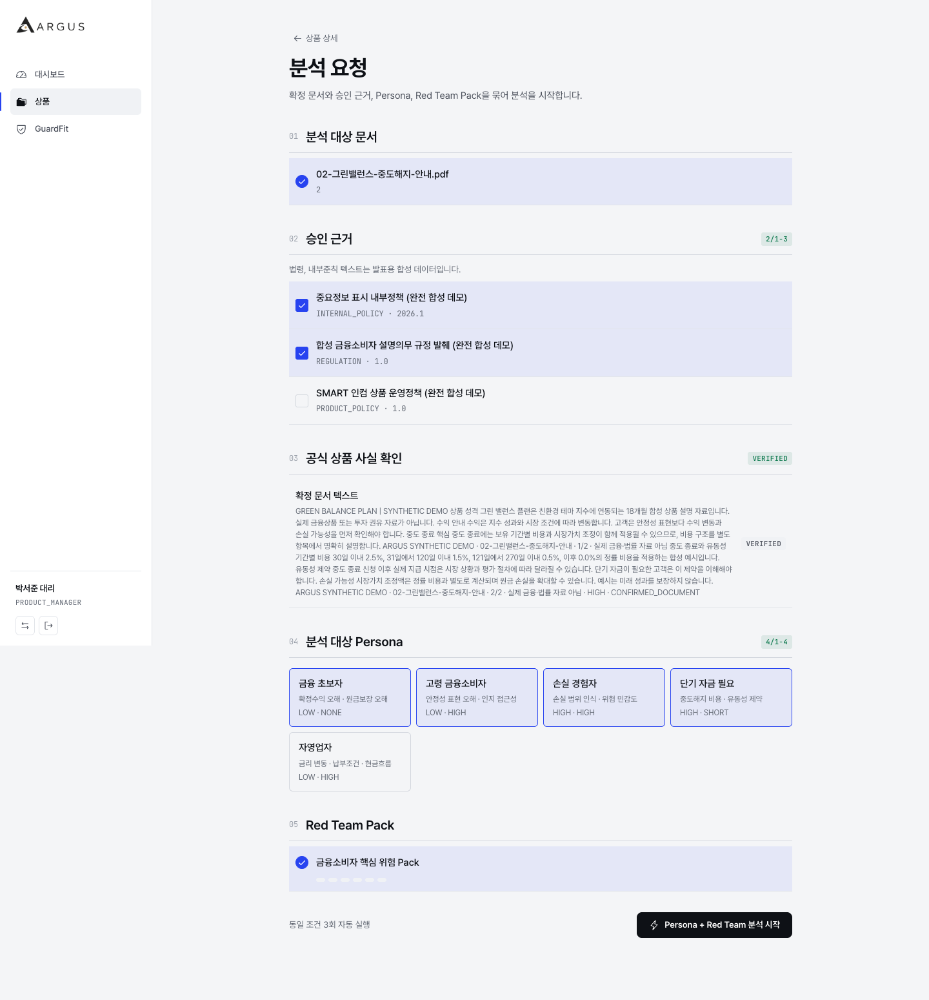 ARGUS
대시보드
상품
GuardFit
박서준 대리
PRODUCT_MANAGER
상품 상세
분석 요청
확정 문서와 승인 근거, Persona, Red Team Pack을 묶어 분석을 시작합니다.
01 분석 대상 문서
02-그린밸런스-중도해지-안내.pdf
2
02 승인 근거 2/1-3
법령, 내부준칙 텍스트는 발표용 합성 데이터입니다.
중요정보 표시 내부정책 (완전 합성 데모)
INTERNAL_POLICY · 2026.1
합성 금융소비자 설명의무 규정 발췌 (완전 합성 데모)
REGULATION · 1.0
SMART 인컴 상품 운영정책 (완전 합성 데모)
PRODUCT_POLICY · 1.0
03 공식 상품 사실 확인 VERIFIED
확정 문서 텍스트
GREEN BALANCE PLAN | SYNTHETIC DEMO 상품 성격 그린 밸런스 플랜은 친환경 테마 지수에 연동되는 18개월 합성 상품 설명 자료입니다.
실제 금융상품 또는 투자 권유 자료가 아닙니다. 수익 안내 수익은 지수 성과와 시장 조건에 따라 변동합니다. 고객은 안정성 표현보다 수익 변동과
손실 가능성을 먼저 확인해야 합니다. 중도 종료 핵심 중도 종료에는 보유 기간별 비용과 시장가치 조정이 함께 적용될 수 있으므로, 비용 구조를 별도
항목에서 명확히 설명합니다. ARGUS SYNTHETIC DEMO · 02-그린밸런스-중도해지-안내 · 1/2 · 실제 금융·법률 자료 아님 중도 종료와 유동성
기간별 비용 30일 이내 2.5%, 31일에서 120일 이내 1.5%, 121일에서 270일 이내 0.5%, 이후 0.0%의 정률 비용을 적용하는 합성 예시입니다.
유동성 제약 중도 종료 신청 이후 실제 지급 시점은 시장 상황과 평가 절차에 따라 달라질 수 있습니다. 단기 자금이 필요한 고객은 이 제약을 이해해야
합니다. 손실 가능성 시장가치 조정액은 정률 비용과 별도로 계산되며 원금 손실을 확대할 수 있습니다. 예시는 미래 성과를 보장하지 않습니다.
ARGUS SYNTHETIC DEMO · 02-그린밸런스-중도해지-안내 · 2/2 · 실제 금융·법률 자료 아님 · HIGH · CONFIRMED_DOCUMENT
VERIFIED
04 분석 대상 Persona 4/1-4
금융 초보자
확정수익 오해 · 원금보장 오해
LOW · NONE
고령 금융소비자
안정성 표현 오해 · 인지 접근성
LOW · HIGH
손실 경험자
손실 범위 인식 · 위험 민감도
HIGH · HIGH
단기 자금 필요
중도해지 비용 · 유동성 제약
HIGH · SHORT
자영업자
금리 변동 · 납부조건 · 현금흐름
LOW · HIGH
05 Red Team Pack
금융소비자 핵심 위험 Pack
동일 조건 3회 자동 실행
Persona + Red Team 분석 시작